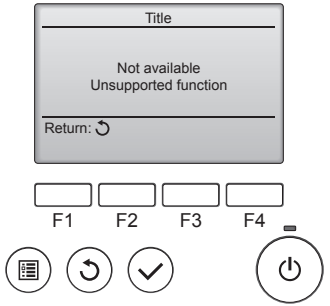 Title
Not available
Unsupported function
Return:
F1 F2 F3 F4